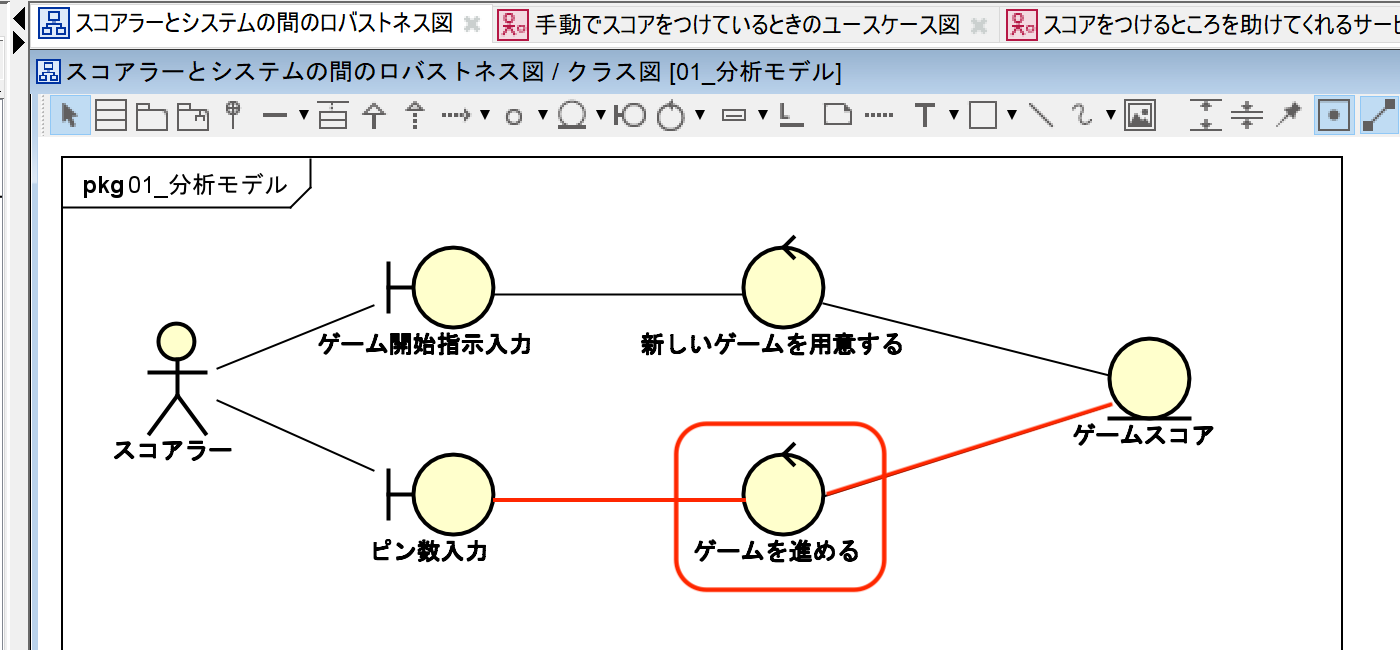 スコアラーとシステムの間のロバストネス図
手動でスコアをつけているときのユースケース図
スコアをつけるところを助けてくれるサー
スコアラーとシステムの間のロバストネス図 / クラス図 [01_分析モデル]
pkg 01_分析モデル
ゲーム開始指示入力
新しいゲームを用意する
スコアラー
ゲームスコア
ピン数入力
ゲームを進める